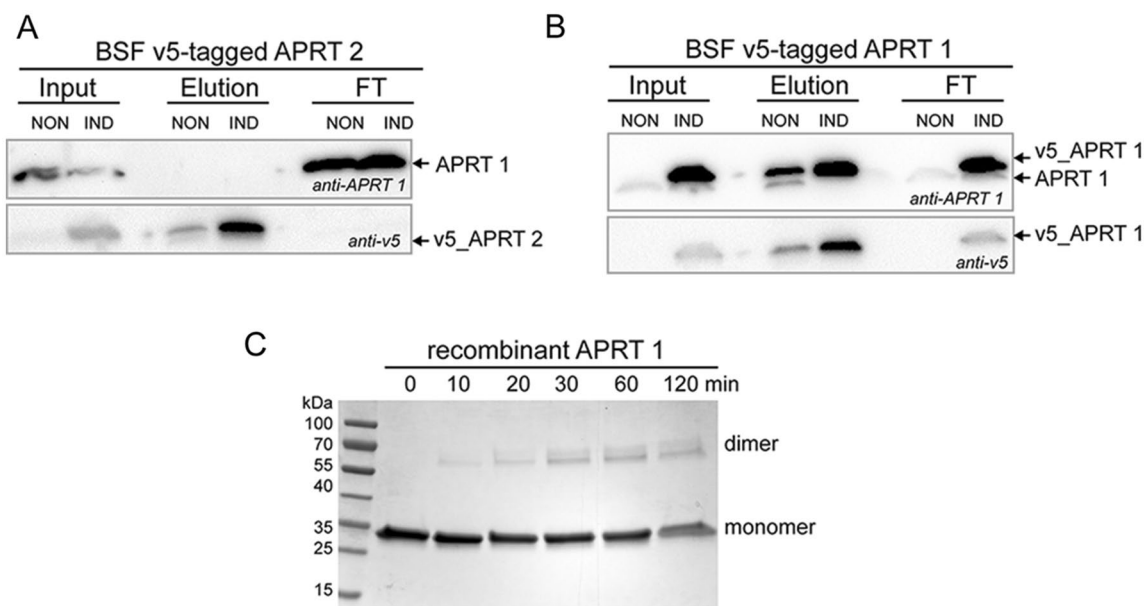 A
BSF v5-tagged APRT 2
Input Elution FT
NON IND NON IND NON IND
APRT 1
anti-APRT 1
anti-v5
v5_APRT 2
B
BSF v5-tagged APRT 1
Input Elution FT
NON IND NON IND NON IND
v5_APRT 1
APRT 1
anti-APRT 1
v5_APRT 1
anti-v5
C
recombinant APRT 1
0 10 20 30 60 120 min
kDa
100
70
55
40
35
25
15
dimer
monomer